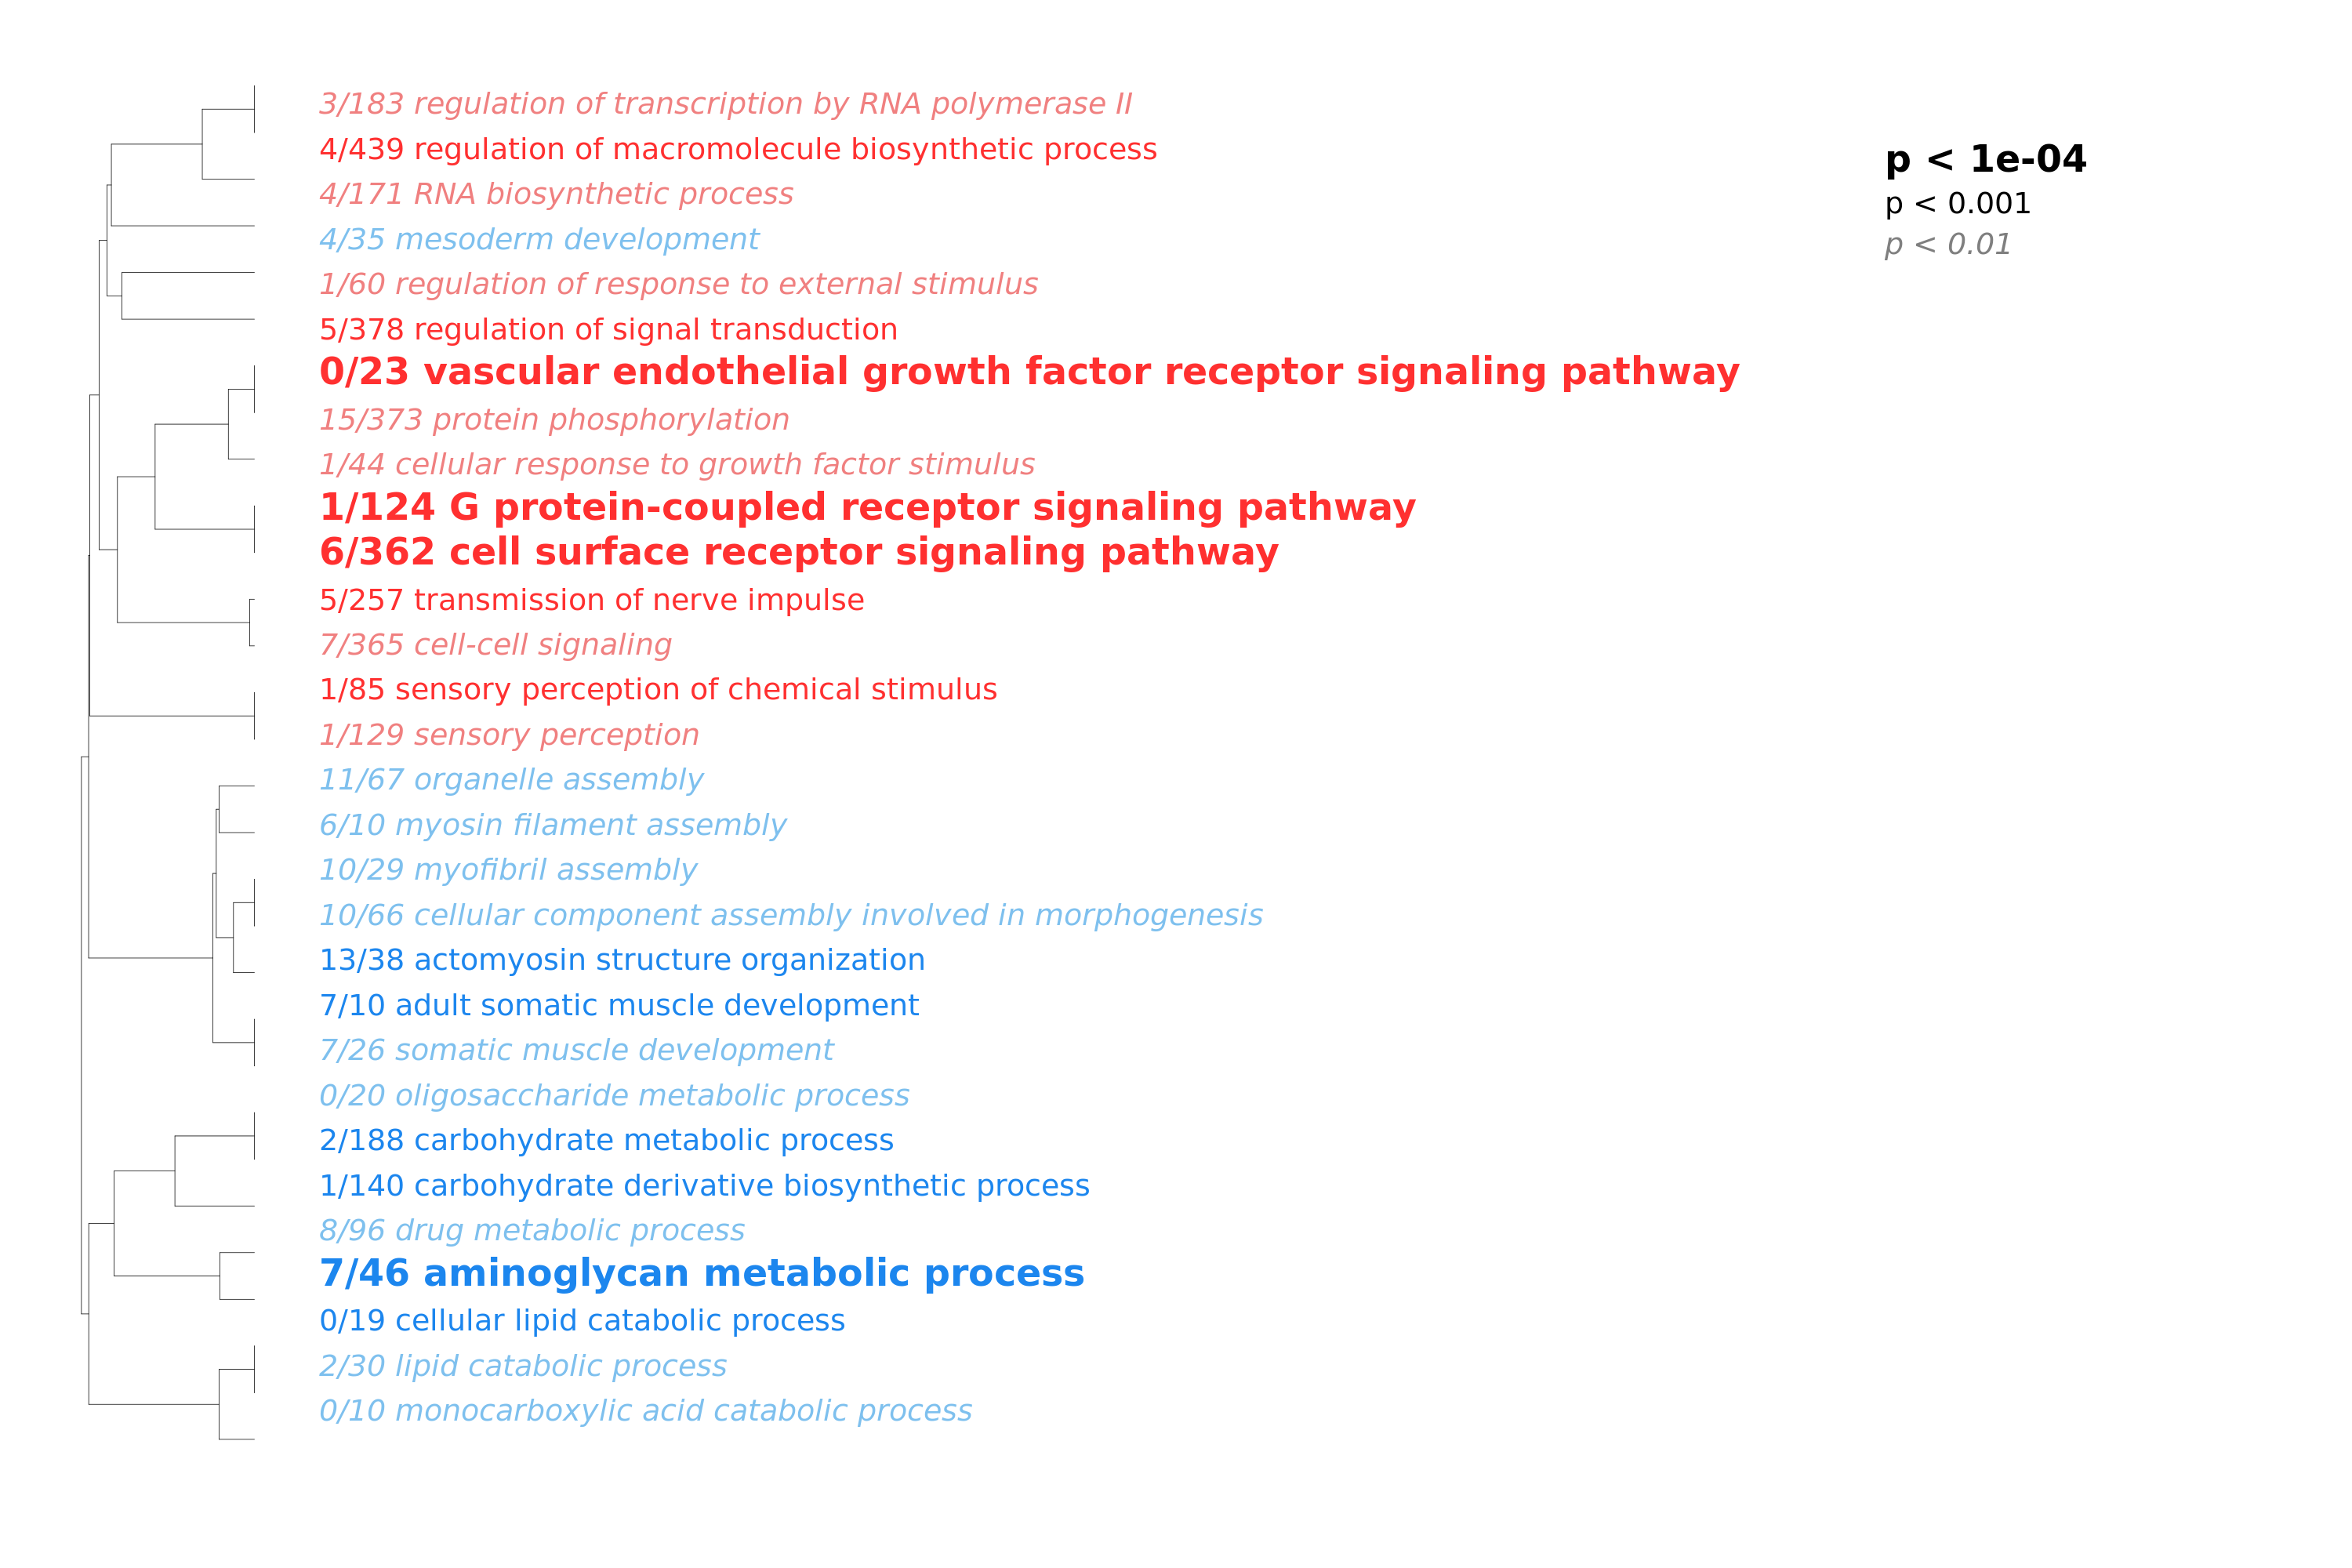 3/183 regulation of transcription by RNA polymerase II
4/439 regulation of macromolecule biosynthetic process
4/171 RNA biosynthetic process
4/35 mesoderm development
1/60 regulation of response to external stimulus
5/378 regulation of signal transduction
0/23 vascular endothelial growth factor receptor signaling pathway
15/373 protein phosphorylation
1/44 cellular response to growth factor stimulus
1/124 G protein-coupled receptor signaling pathway
6/362 cell surface receptor signaling pathway
5/257 transmission of nerve impulse
7/365 cell-cell signaling
1/85 sensory perception of chemical stimulus
1/129 sensory perception
11/67 organelle assembly
6/10 myosin filament assembly
10/29 myofibril assembly
10/66 cellular component assembly involved in morphogenesis
13/38 actomyosin structure organization
7/10 adult somatic muscle development
7/26 somatic muscle development
0/20 oligosaccharide metabolic process
2/188 carbohydrate metabolic process
1/140 carbohydrate derivative biosynthetic process
8/96 drug metabolic process
7/46 aminoglycan metabolic process
0/19 cellular lipid catabolic process
2/30 lipid catabolic process
0/10 monocarboxylic acid catabolic process
p < 1e-04
p < 0.001
p < 0.01